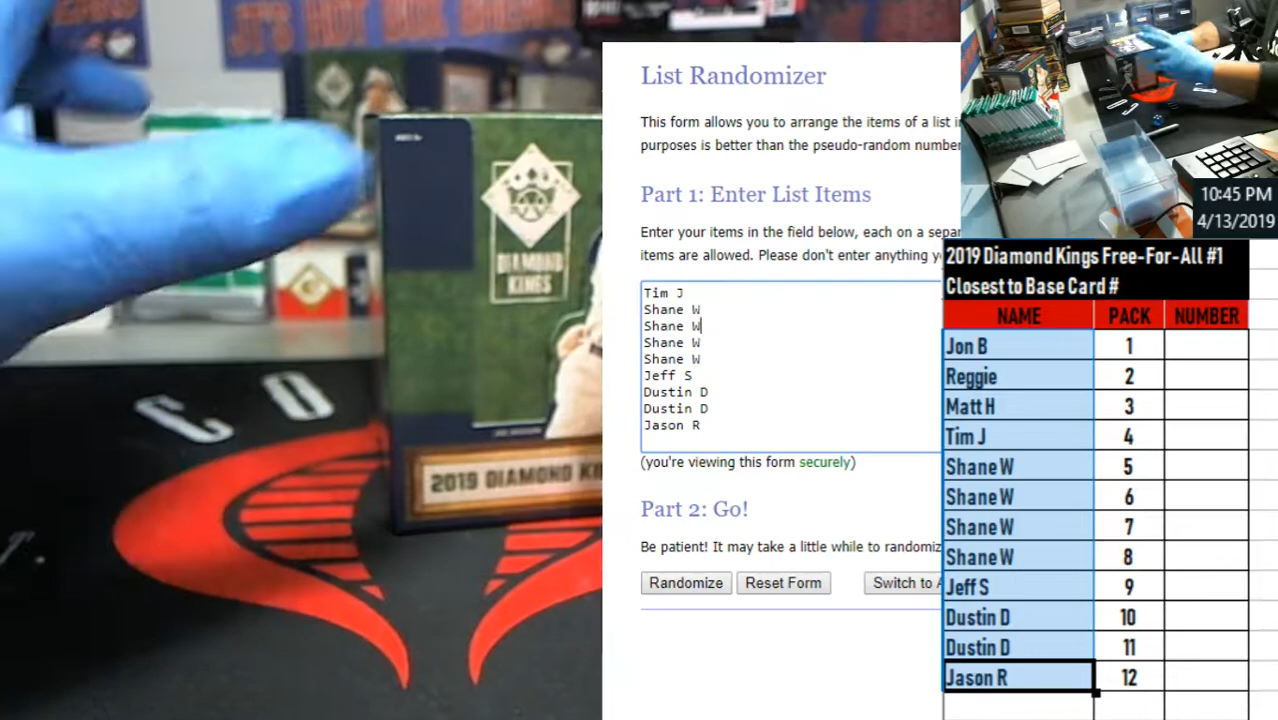 JT'S HOT BOX BREAKS
DIAMOND
KINGS
2019 DIAMOND KI
C O
List Randomizer
This form allows you to arrange the items of a list i
purposes is better than the pseudo-random number
Part 1: Enter List Items
Enter your items in the field below, each on a sepa
items are allowed. Please don't enter anything y
Tim J
Shane W
Shane W
Shane W
Shane W
Jeff S
Dustin D
Dustin D
Jason R
(you're viewing this form securely)
Part 2: Go!
Be patient! It may take a little while to randomiz
Randomize
Reset Form
Switch to A
10:45 PM
4/13/2019
2019 Diamond Kings Free-For-All #1
Closest to Base Card #
NAME PACK NUMBER
Jon B 1
Reggie 2
Matt H 3
Tim J 4
Shane W 5
Shane W 6
Shane W 7
Shane W 8
Jeff S 9
Dustin D 10
Dustin D 11
Jason R 12